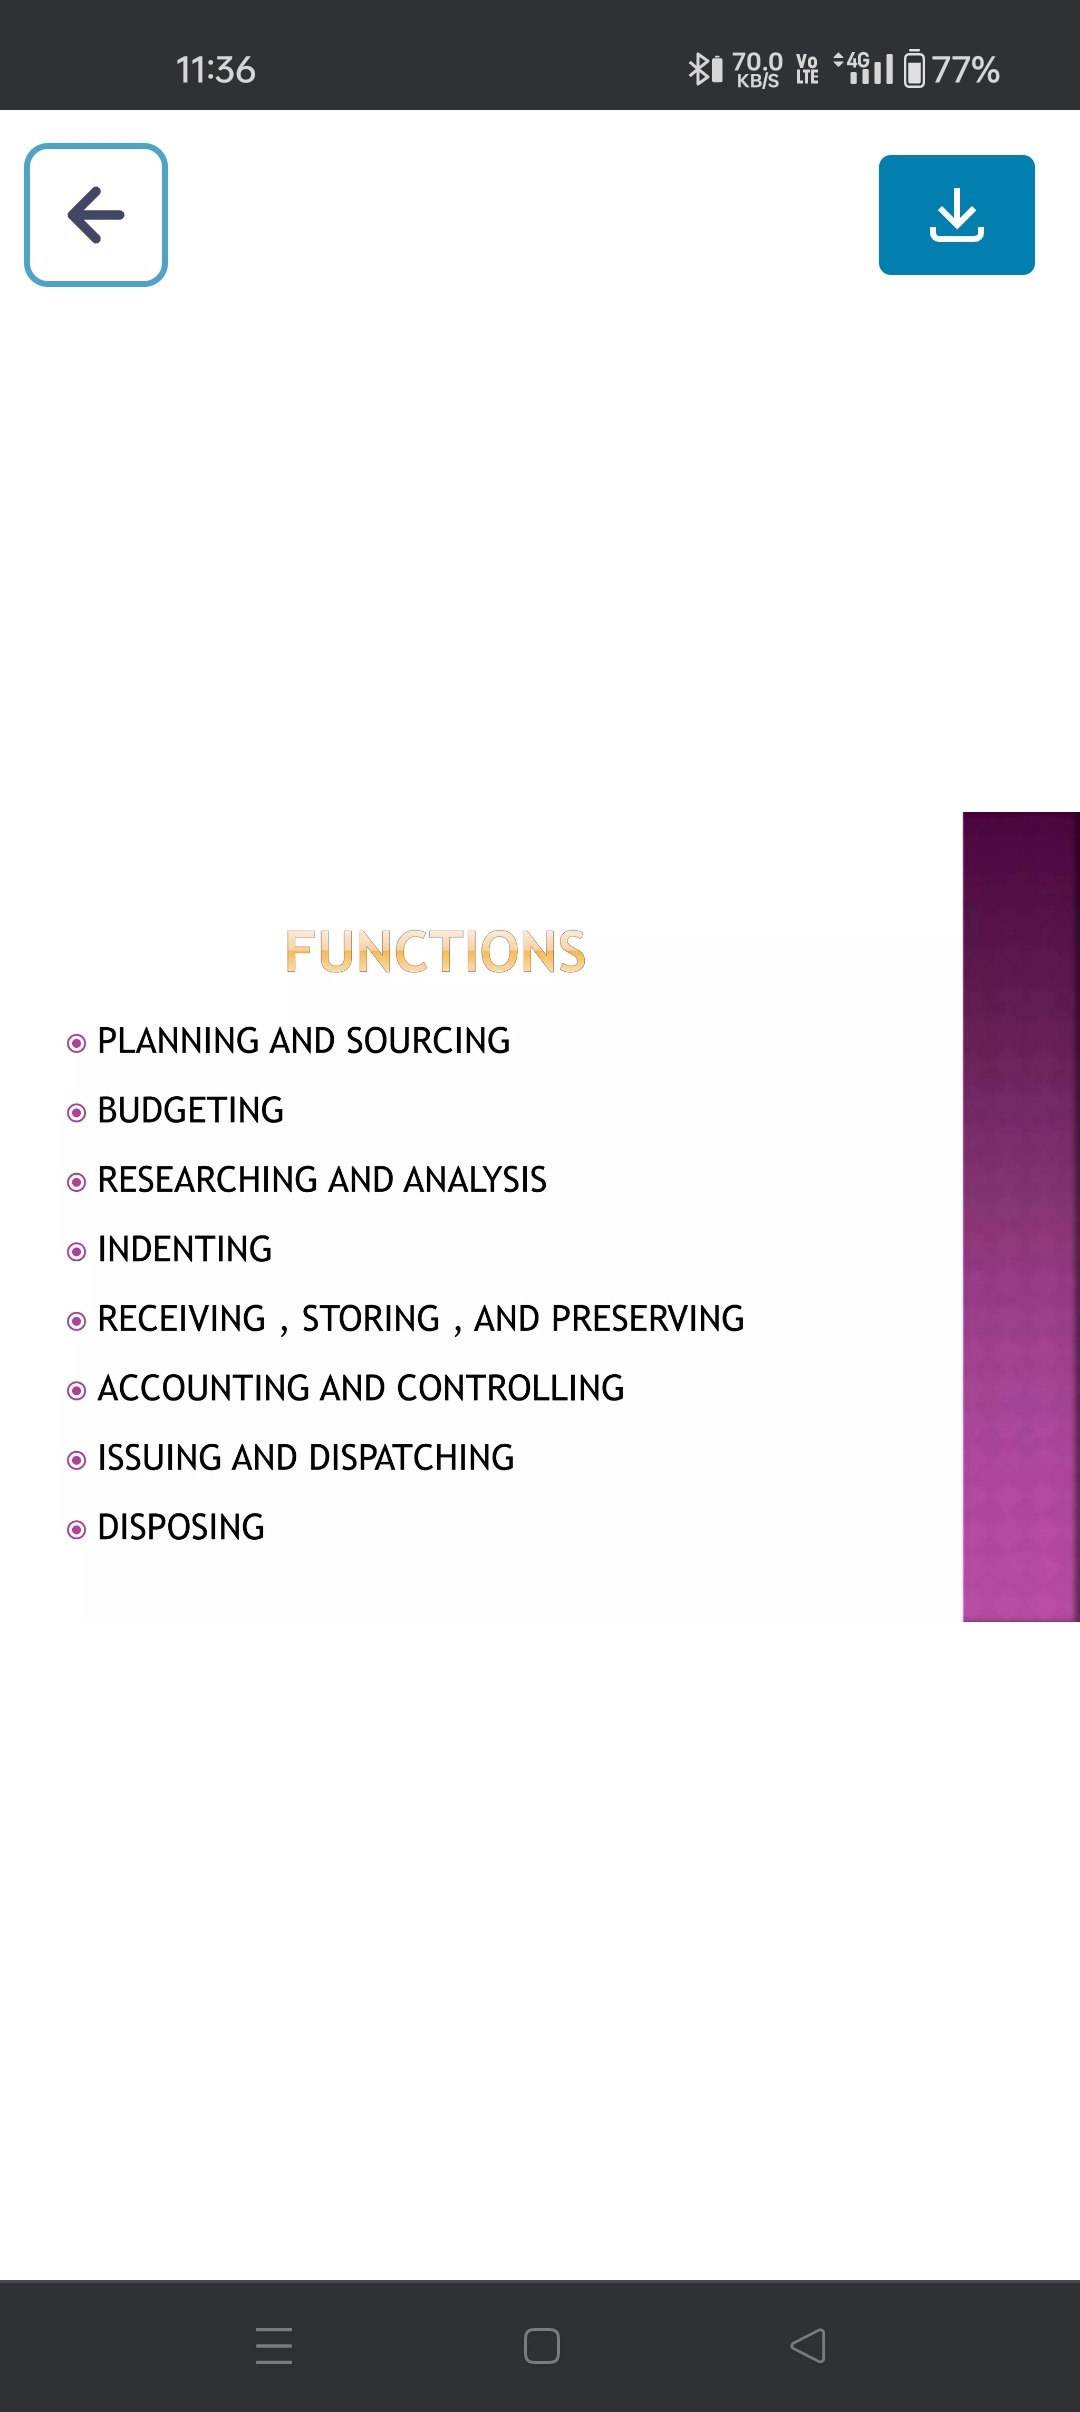 11:36
70.0
KB/S
Vo
LTE
4G
77%
FUNCTIONS
PLANNING AND SOURCING
BUDGETING
RESEARCHING AND ANALYSIS
INDENTING
RECEIVING , STORING , AND PRESERVING
ACCOUNTING AND CONTROLLING
ISSUING AND DISPATCHING
DISPOSING